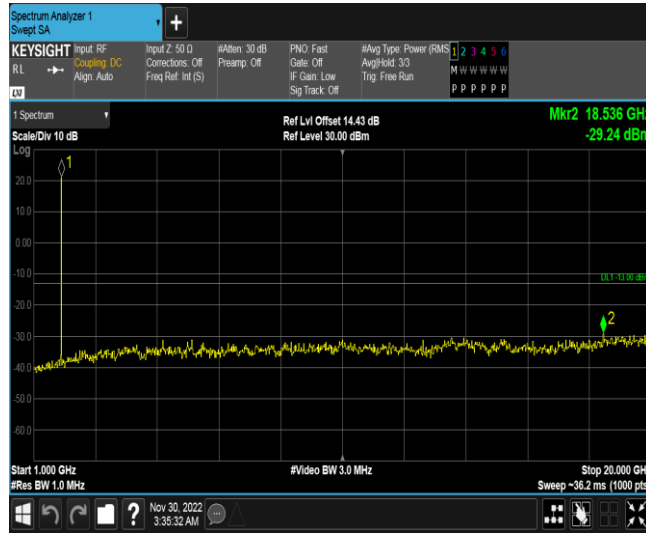 Spectrum Analyzer 1
Swept SA
KEYSIGHT
RL
LXI
Input: RF
Coupling: DC
Align: Auto
Input Z: 50 Ω
Corrections: Off
Freq Ref: Int (S)
#Atten: 30 dB
Preamp: Off
PNO: Fast
Gate: Off
IF Gain: Low
Sig Track: Off
#Avg Type: Power (RMS
Avg|Hold: 3/3
Trig: Free Run
1 2 3 4 5 6
M W W W W W
P P P P P P
1 Spectrum
Scale/Div 10 dB
Log
Ref Lvl Offset 14.43 dB
Ref Level 30.00 dBm
Mkr2 18.536 GHz
-29.24 dBm
1
20.0
10.0
0.00
-10.0
DL1 -13.00 dBm
-20.0
2
-30.0
-40.0
-50.0
-60.0
Start 1.000 GHz
#Res BW 1.0 MHz
#Video BW 3.0 MHz
Stop 20.000 GH
Sweep ~36.2 ms (1000 pts
?
Nov 30, 2022
3:35:32 AM